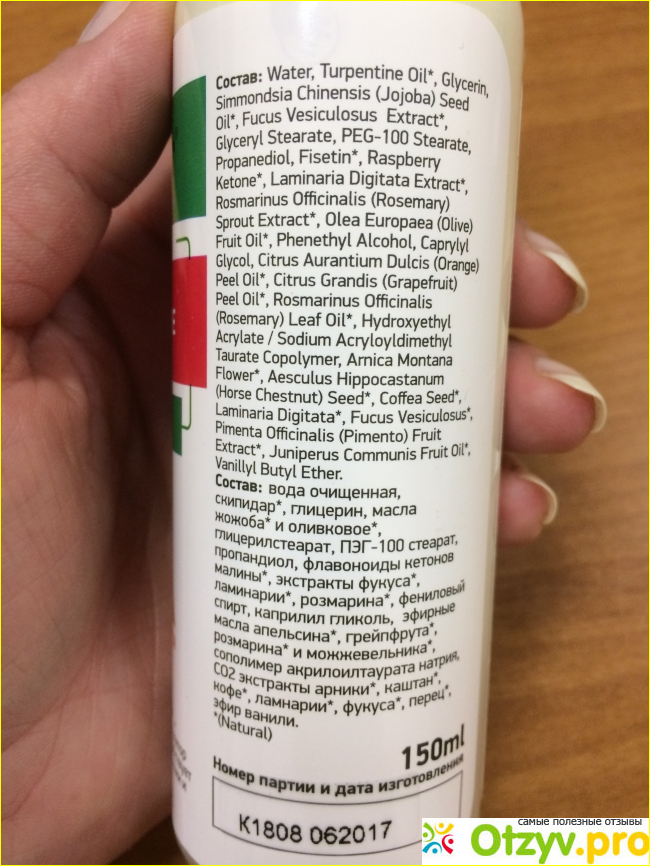 Состав: Water, Turpentine Oil*, Glycerin,
Simmondsia Chinensis (Jojoba) Seed
Oil*, Fucus Vesiculosus Extract*,
Glyceryl Stearate, PEG-100 Stearate,
Propanediol, Fisetin*, Raspberry
Ketone*, Laminaria Digitata Extract*,
Rosmarinus Officinalis (Rosemary)
Sprout Extract*, Olea Europaea (Olive)
Fruit Oil*, Phenethyl Alcohol, Caprylyl
Glycol, Citrus Aurantium Dulcis (Orange)
Peel Oil*, Citrus Grandis (Grapefruit)
Peel Oil*, Rosmarinus Officinalis
(Rosemary) Leaf Oil*, Hydroxyethyl
Acrylate / Sodium Acryloyldimethyl
Taurate Copolymer, Arnica Montana
Flower*, Aesculus Hippocastanum
(Horse Chestnut) Seed*, Coffea Seed*,
Laminaria Digitata*, Fucus Vesiculosus*,
Pimenta Officinalis (Pimento) Fruit
Extract*, Juniperus Communis Fruit Oil*,
Vanillyl Butyl Ether.
Состав: вода очищенная,
скипидар*, глицерин, масла
жожоба* и оливковое*,
глицерилстеарат, ПЭГ-100 стеарат,
пропандиол, флавоноиды кетонов
малины*, экстракты фукуса*,
ламинарии*, розмарина*, фениловый
спирт, каприлил гликоль, эфирные
масла апельсина*, грейпфрута*,
розмарина* и можжевельника*,
сополимер акрилоилтаурата натрия,
CO2 экстракты арники*, каштан*,
кофе*, ламнарии*, фукуса*, перец*,
эфир ванили.
*(Natural)
150ml
Номер партии и дата изготовления
K1808 062017
E
самые полезные отзывы
Otzyv.pro